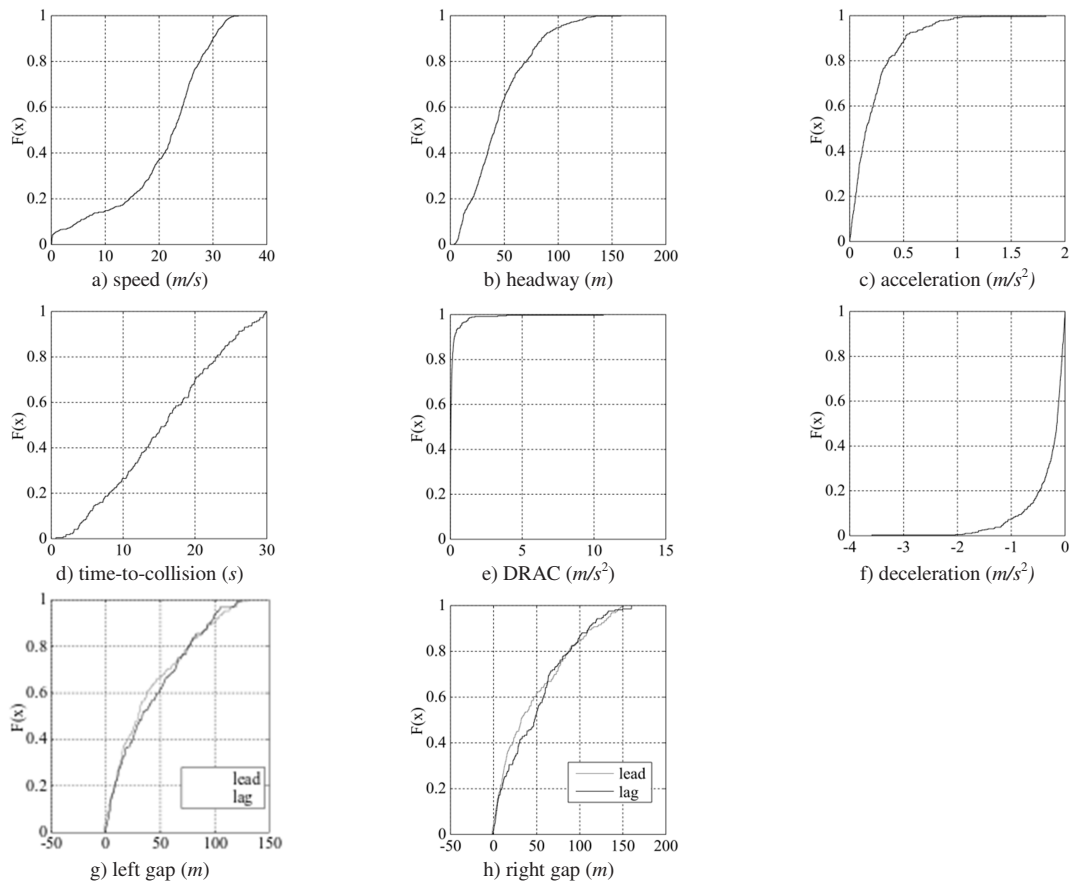 1
0.8
0.6
0.4
0.2
0
F(x)
0 10 20 30 40
a) speed (m/s)
1
0.8
0.6
0.4
0.2
0
F(x)
0 50 100 150 200
b) headway (m)
1
0.8
0.6
0.4
0.2
0
F(x)
0 0.5 1 1.5 2
c) acceleration (m/s²)
1
0.8
0.6
0.4
0.2
0
F(x)
0 10 20 30
d) time-to-collision (s)
1
0.8
0.6
0.4
0.2
0
F(x)
0 5 10 15
e) DRAC (m/s²)
1
0.8
0.6
0.4
0.2
0
F(x)
-4 -3 -2 -1 0
f) deceleration (m/s²)
1
0.8
0.6
0.4
0.2
0
F(x)
lead
lag
-50 0 50 100 150
g) left gap (m)
1
0.8
0.6
0.4
0.2
0
F(x)
lead
lag
-50 0 50 100 150 200
h) right gap (m)